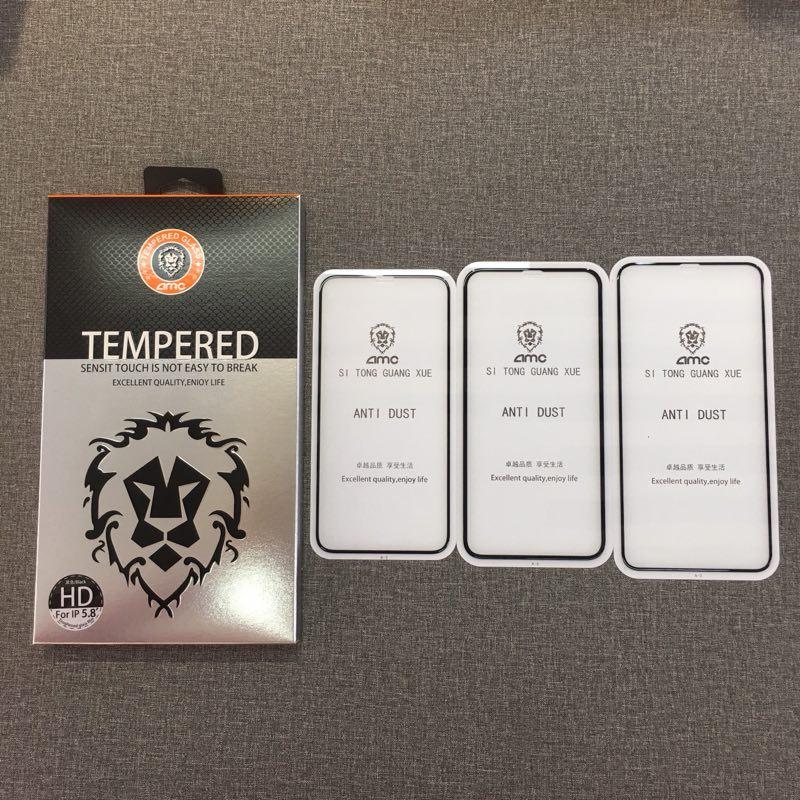 TEMPERED GLASS
amc
TEMPERED
SENSIT TOUCH IS NOT EASY TO BREAK
EXCELLENT QUALITY,ENJOY LIFE
黑色/Black
HD
For IP 5.8"
amc
SI TONG GUANG XUE
ANTI DUST
卓越品质 享受生活
Excellent quality,enjoy life
amc
SI TONG GUANG XUE
ANTI DUST
卓越品质 享受生活
Excellent quality,enjoy life
amc
SI TONG GUANG XUE
ANTI DUST
卓越品质 享受生活
Excellent quality,enjoy life